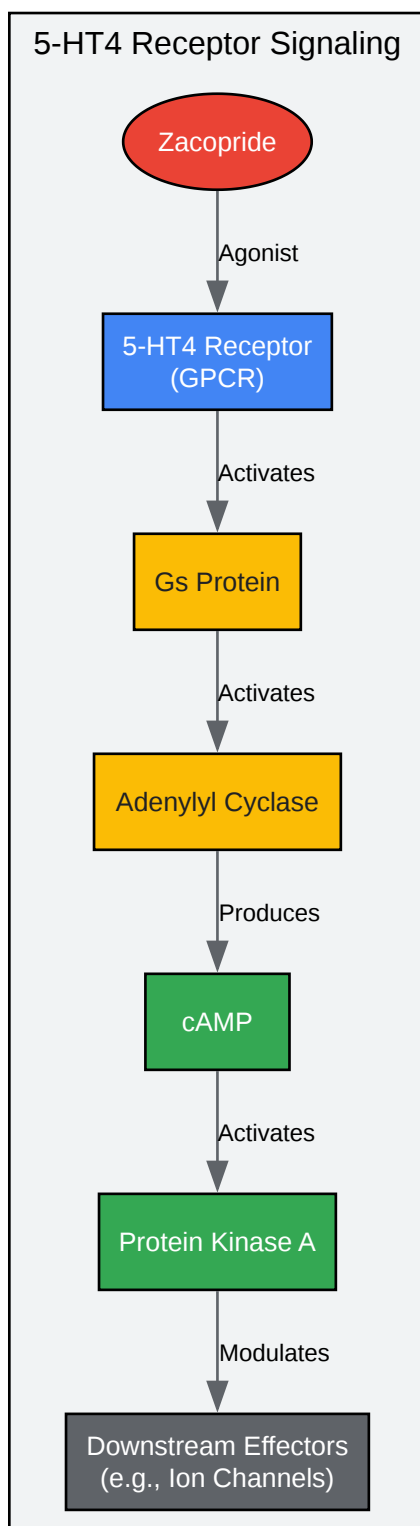 5-HT4 Receptor Signaling
Zacopride
Agonist
5-HT4 Receptor
(GPCR)
Activates
Gs Protein
Activates
Adenylyl Cyclase
Produces
cAMP
Activates
Protein Kinase A
Modulates
Downstream Effectors
(e.g., Ion Channels)